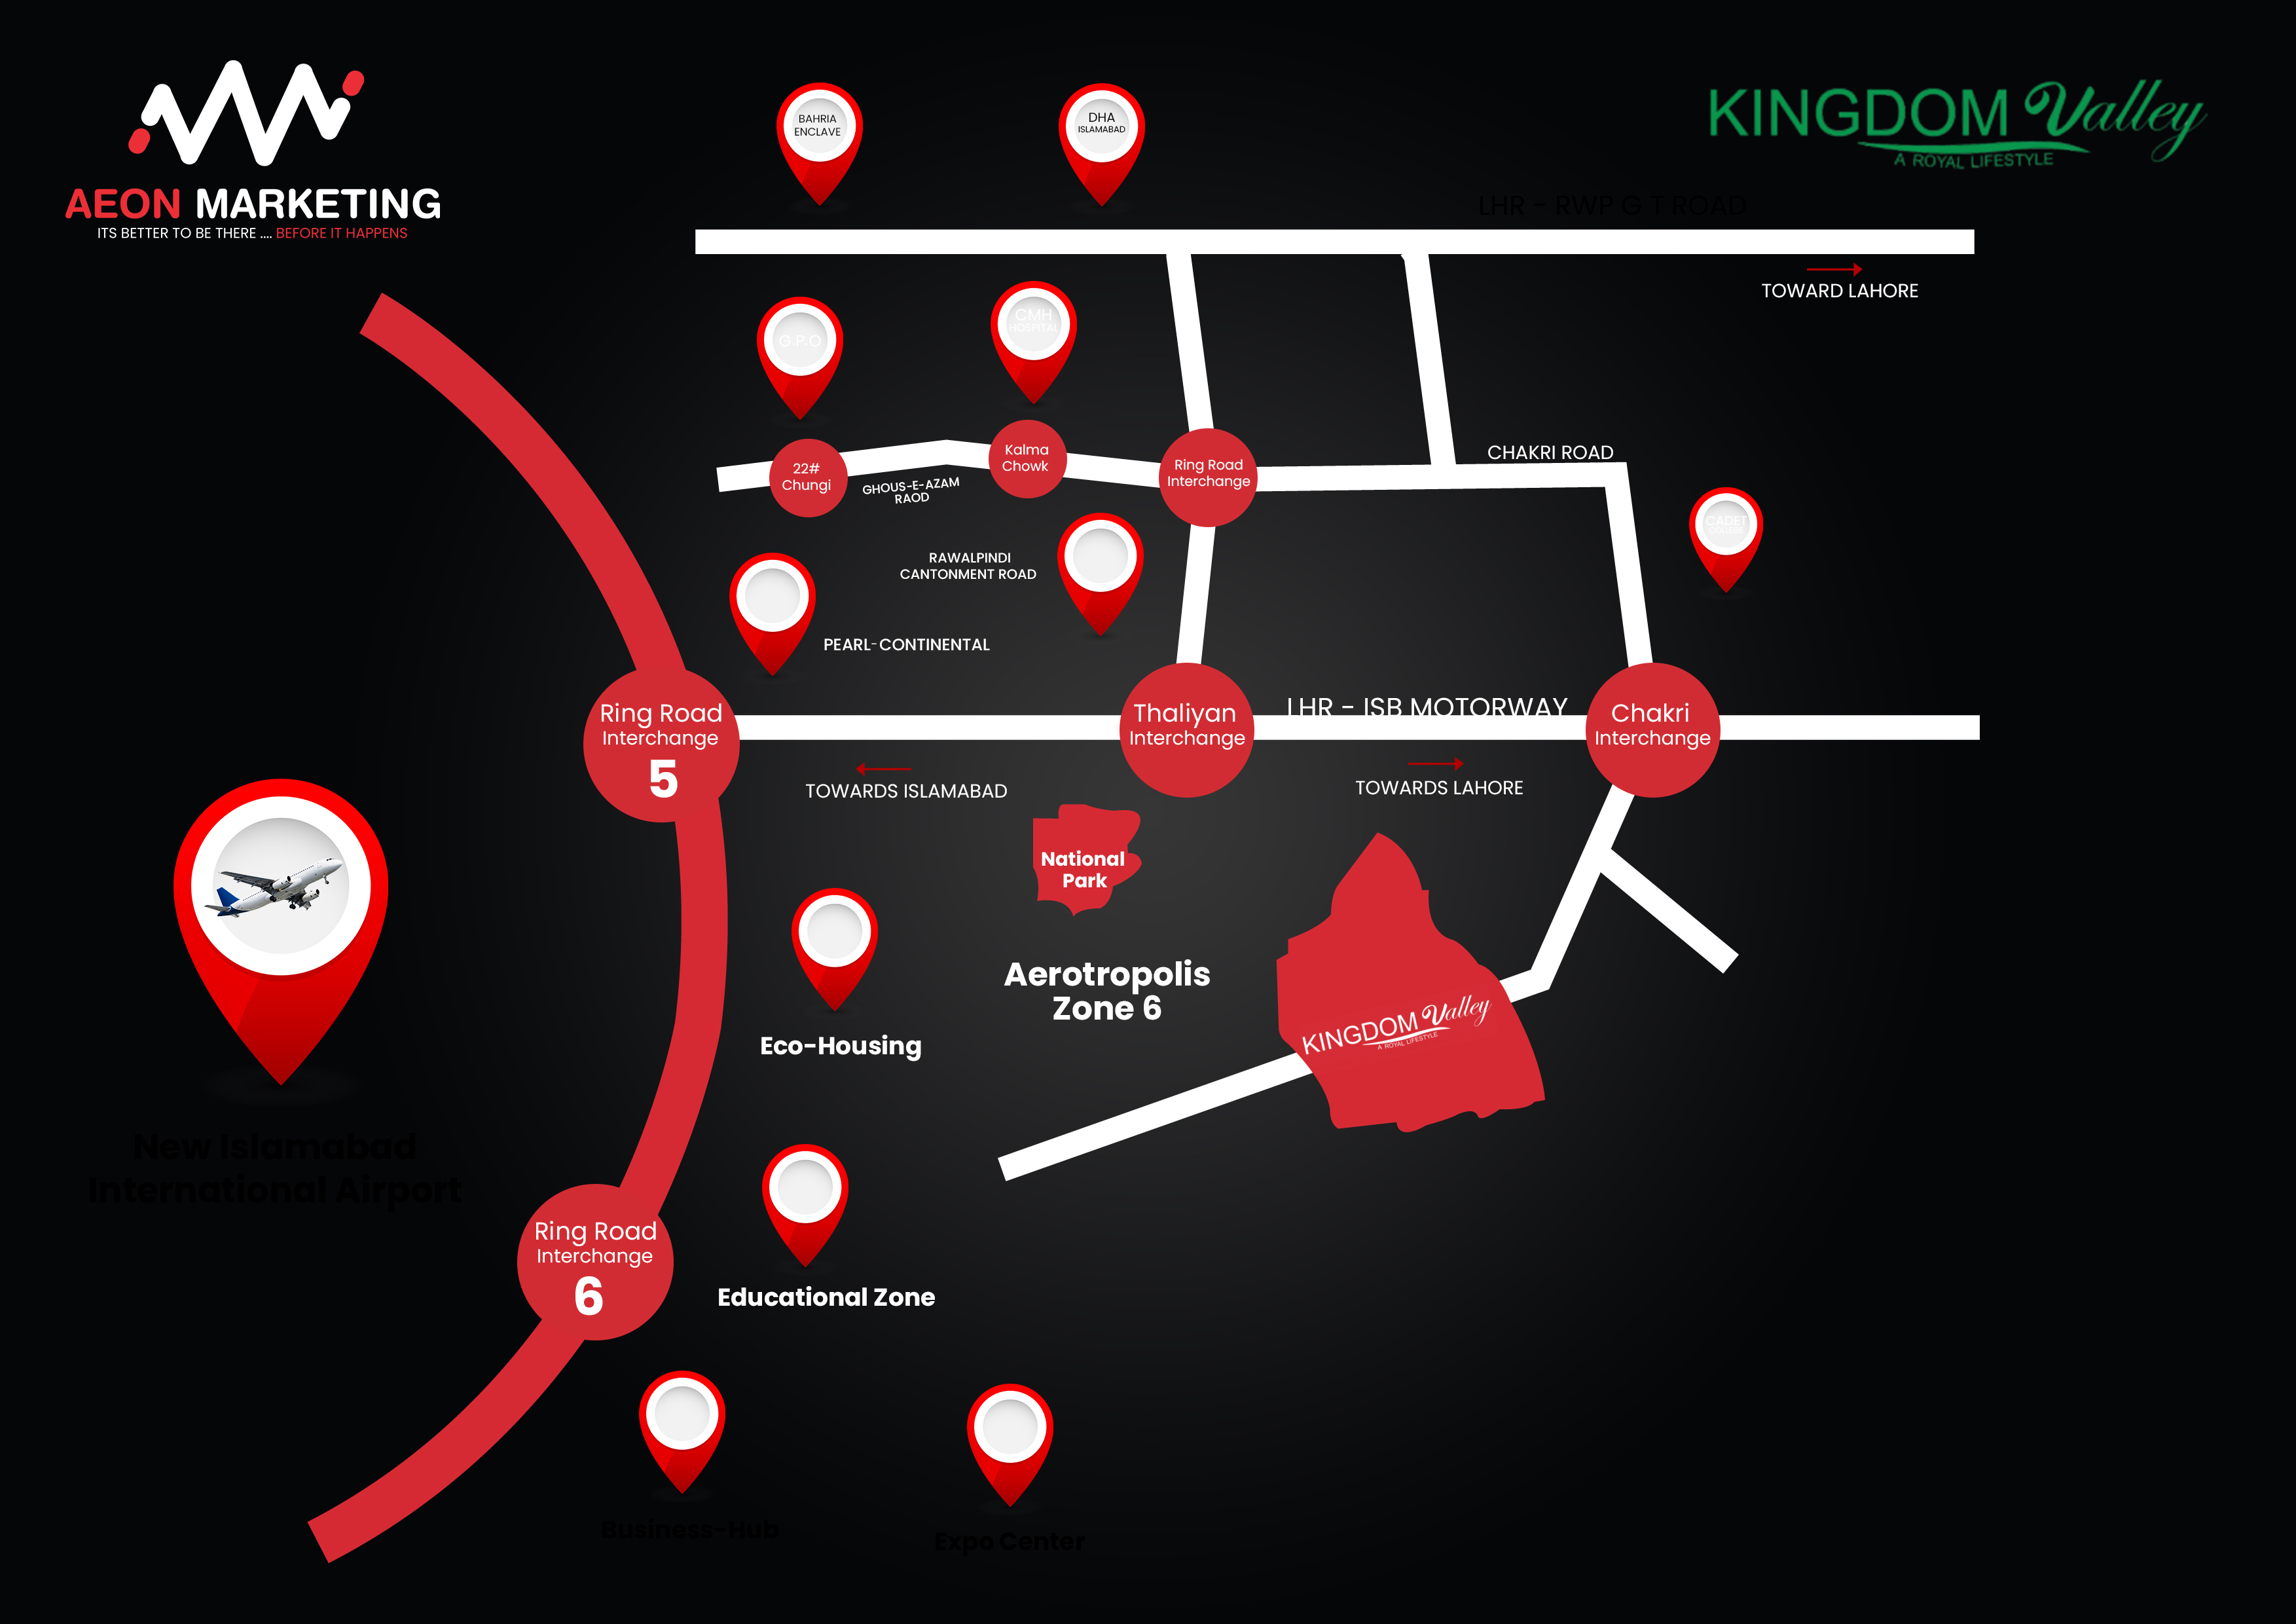 AEON MARKETING
ITS BETTER TO BE THERE .... BEFORE IT HAPPENS
KINGDOM Valley
A ROYAL LIFESTYLE
BAHRIA
ENCLAVE
DHA
ISLAMABAD
LHR - RWP G T ROAD
TOWARD LAHORE
G.P.O
CMH
HOSPITAL
22#
Chungi
GHOUS-E-AZAM
RAOD
Kalma
Chowk
Ring Road
Interchange
CHAKRI ROAD
CADET
COLLEGE
RAWALPINDI
CANTONMENT ROAD
PEARL-CONTINENTAL
Ring Road
Interchange
5
Thaliyan
Interchange
LHR - ISB MOTORWAY
Chakri
Interchange
TOWARDS ISLAMABAD
TOWARDS LAHORE
National
Park
Aerotropolis
Zone 6
KINGDOM Valley
A ROYAL LIFESTYLE
Eco-Housing
New Islamabad
International Airport
Ring Road
Interchange
6
Educational Zone
Business-Hub
Expo Center